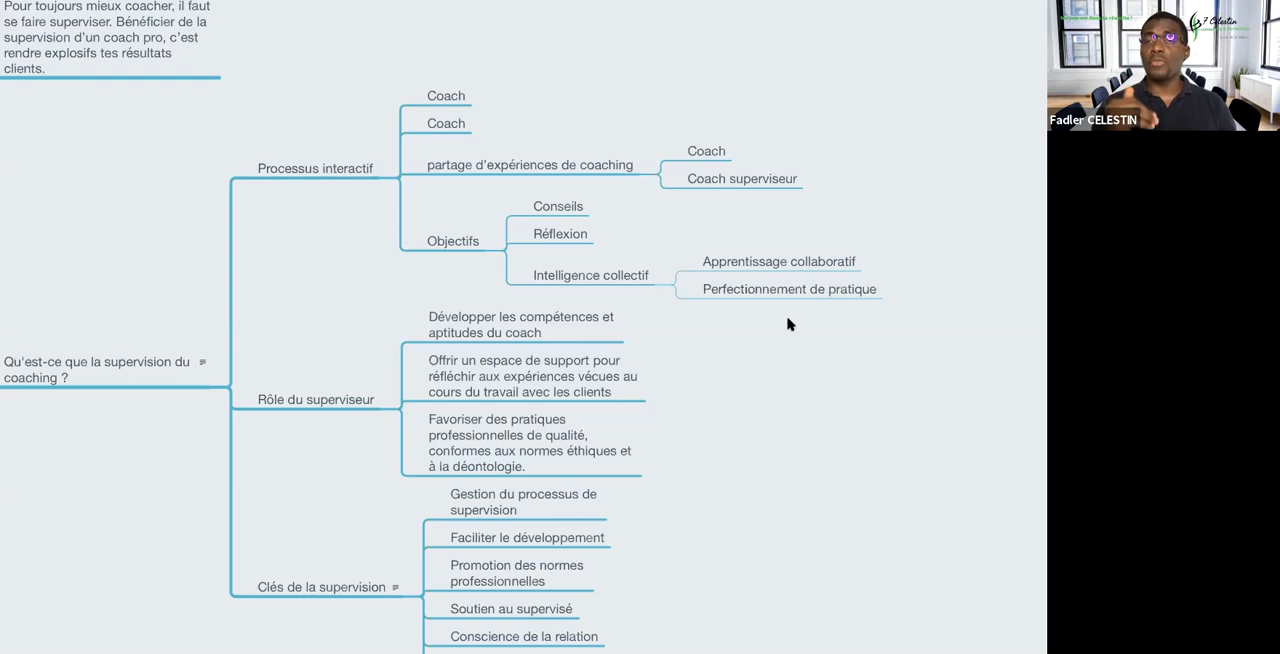 Pour toujours mieux coacher, il faut
se faire superviser. Bénéficier de la
supervision d'un coach pro, c'est
rendre explosifs tes résultats
clients.
Qu'est-ce que la supervision du
coaching ?
Processus interactif
Coach
Coach
partage d'expériences de coaching
Coach
Coach superviseur
Objectifs
Conseils
Réflexion
Intelligence collectif
Apprentissage collaboratif
Perfectionnement de pratique
Rôle du superviseur
Développer les compétences et
aptitudes du coach
Offrir un espace de support pour
réfléchir aux expériences vécues au
cours du travail avec les clients
Favoriser des pratiques
professionnelles de qualité,
conformes aux normes éthiques et
à la déontologie.
Clés de la supervision
Gestion du processus de
supervision
Faciliter le développement
Promotion des normes
professionnelles
Soutien au supervisé
Conscience de la relation
7 Célestin
Fadler CELESTIN